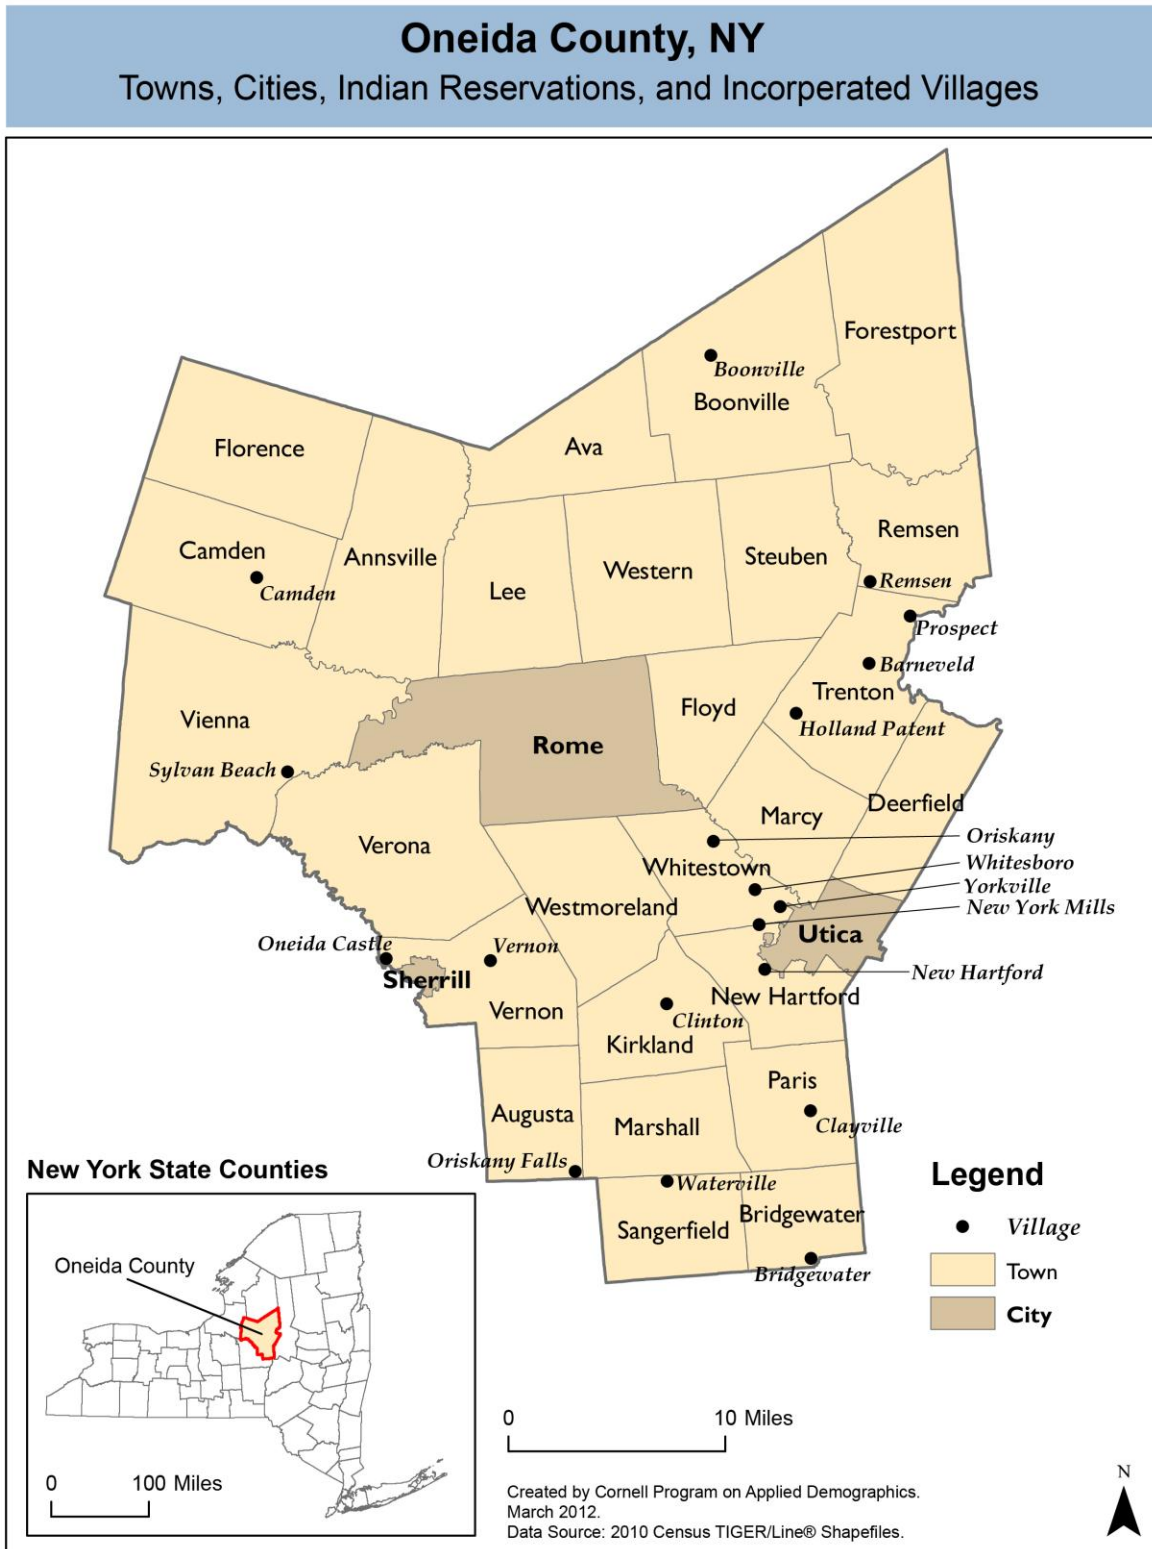 Oneida County, NY
Towns, Cities, Indian Reservations, and Incorperated Villages
Forestport
Boonville
Boonville
Florence
Ava
Camden
Camden
Annsville
Lee
Western
Steuben
Remsen
Remsen
Prospect
Barneveld
Trenton
Holland Patent
Vienna
Sylvan Beach
Rome
Floyd
Deerfield
Marcy
Verona
Whitestown
Oriskany
Whitesboro
Yorkville
New York Mills
Westmoreland
Utica
Oneida Castle
Vernon
Sherrill
New Hartford
New Hartford
Vernon
Clinton
Kirkland
Paris
Augusta
Marshall
Clayville
Oriskany Falls
Waterville
Sangerfield
Bridgewater
Bridgewater
New York State Counties
Oneida County
0 100 Miles
Legend
Village
Town
City
0 10 Miles
Created by Cornell Program on Applied Demographics.
March 2012.
Data Source: 2010 Census TIGER/Line® Shapefiles.
N